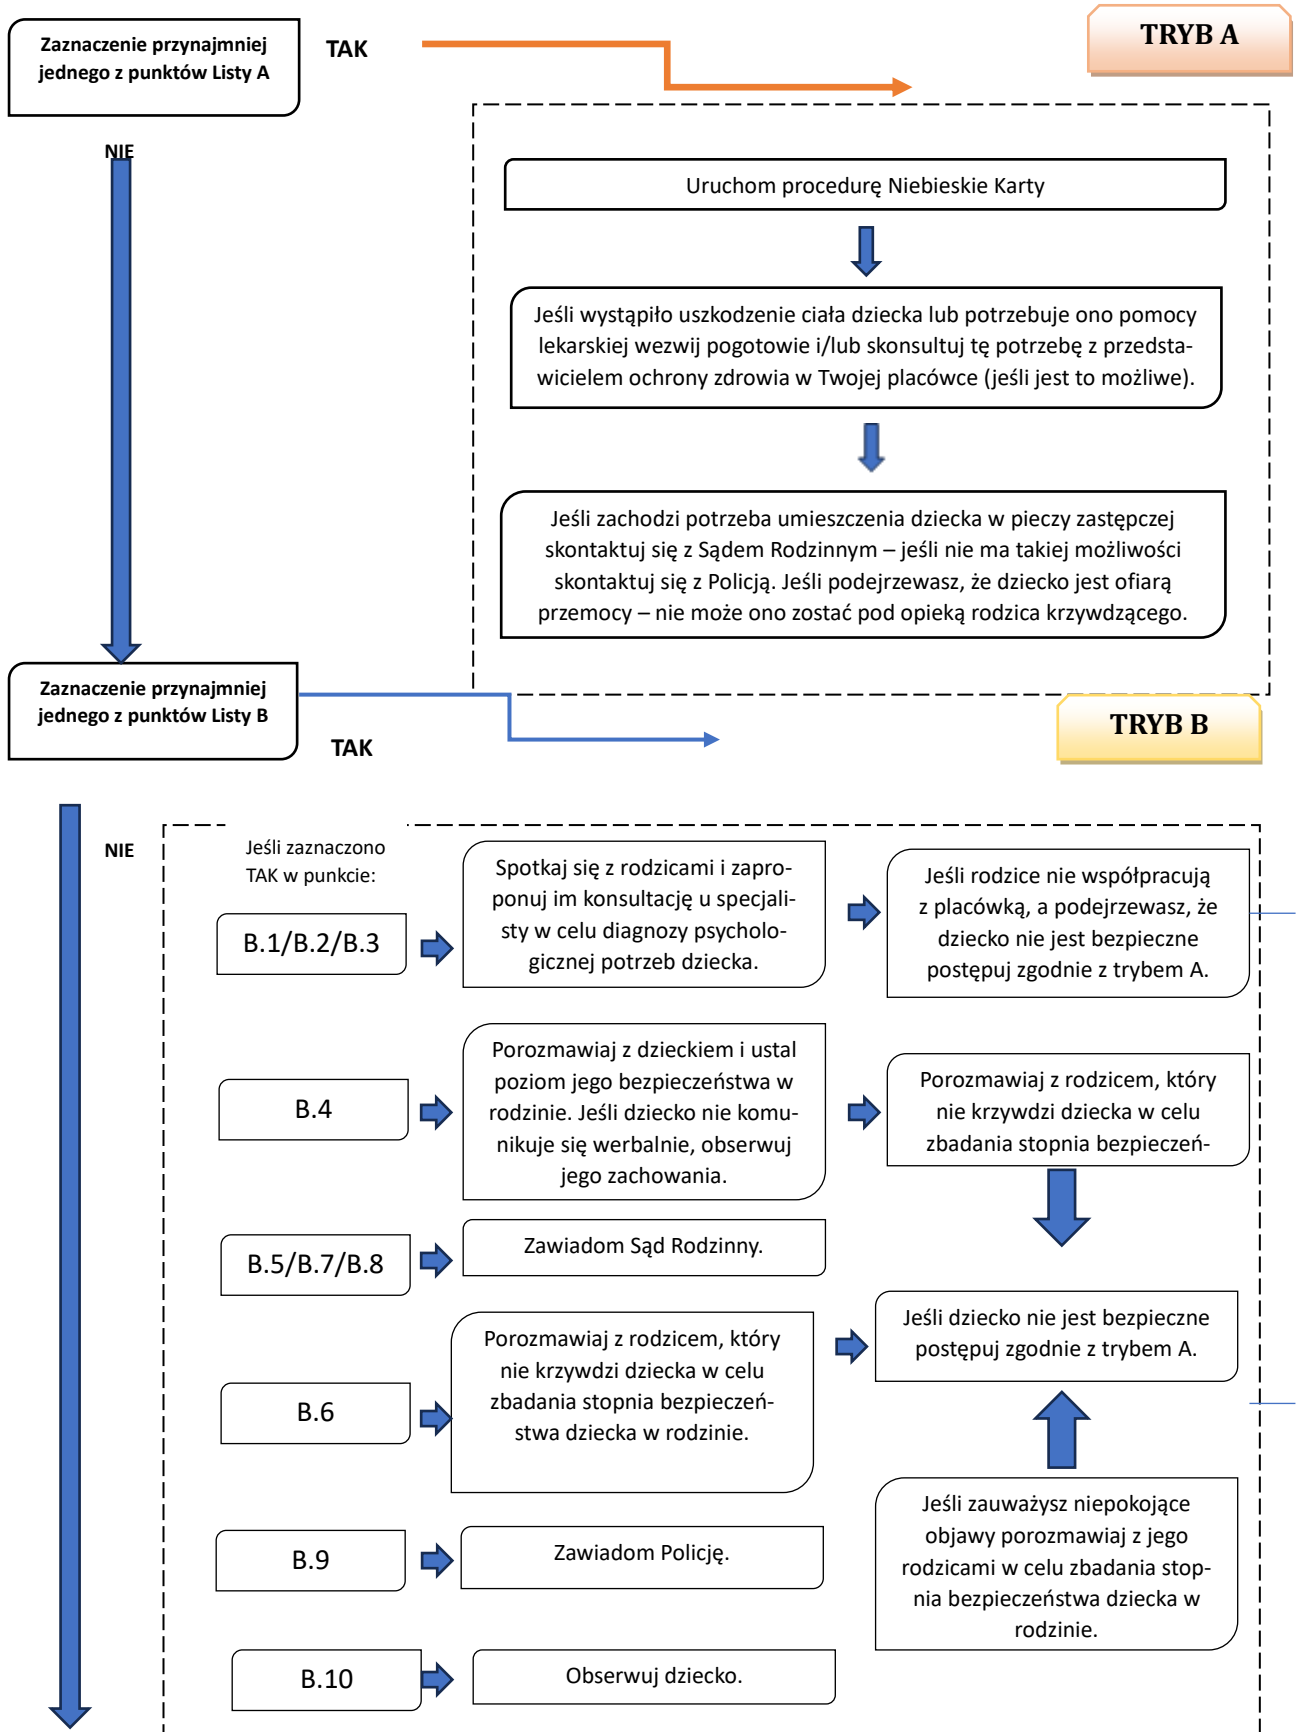 Zaznaczenie przynajmniej
jednego z punktów Listy A
TAK
TRYB A
NIE
Uruchom procedurę Niebieskie Karty
Jeśli wystąpiło uszkodzenie ciała dziecka lub potrzebuje ono pomocy
lekarskiej wezwij pogotowie i/lub skonsultuj tę potrzebę z przedsta-
wicielem ochrony zdrowia w Twojej placówce (jeśli jest to możliwe).
Jeśli zachodzi potrzeba umieszczenia dziecka w pieczy zastępczej
skontaktuj się z Sądem Rodzinnym – jeśli nie ma takiej możliwości
skontaktuj się z Policją. Jeśli podejrzewasz, że dziecko jest ofiarą
przemocy – nie może ono zostać pod opieką rodzica krzywdzącego.
Zaznaczenie przynajmniej
jednego z punktów Listy B
TAK
TRYB B
NIE
Jeśli zaznaczono
TAK w punkcie:
B.1/B.2/B.3
Spotkaj się z rodzicami i zapro-
ponuj im konsultację u specjali-
sty w celu diagnozy psycholo-
gicznej potrzeb dziecka.
Jeśli rodzice nie współpracują
z placówką, a podejrzewasz, że
dziecko nie jest bezpieczne
postępuj zgodnie z trybem A.
B.4
Porozmawiaj z dzieckiem i ustal
poziom jego bezpieczeństwa w
rodzinie. Jeśli dziecko nie komu-
nikuje się werbalnie, obserwuj
jego zachowania.
Porozmawiaj z rodzicem, który
nie krzywdzi dziecka w celu
zbadania stopnia bezpieczeń-
B.5/B.7/B.8
Zawiadom Sąd Rodzinny.
B.6
Porozmawiaj z rodzicem, który
nie krzywdzi dziecka w celu
zbadania stopnia bezpieczeń-
stwa dziecka w rodzinie.
Jeśli dziecko nie jest bezpieczne
postępuj zgodnie z trybem A.
B.9
Zawiadom Policję.
Jeśli zauważysz niepokojące
objawy porozmawiaj z jego
rodzicami w celu zbadania stop-
nia bezpieczeństwa dziecka w
rodzinie.
B.10
Obserwuj dziecko.